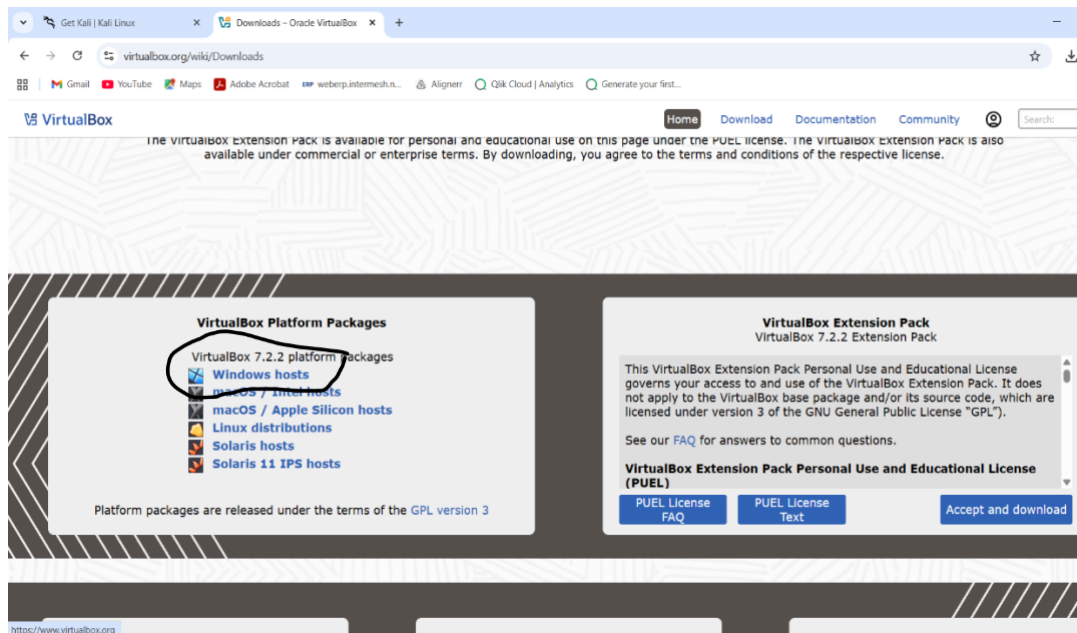 Get Kali | Kali Linux
Downloads – Oracle VirtualBox
virtualbox.org/wiki/Downloads
Gmail YouTube Maps Adobe Acrobat weberp.intermesh.n... Alignerr Qlik Cloud | Analytics Generate your first...
VirtualBox Home Download Documentation Community Search:
The VirtualBox Extension Pack is available for personal and educational use on this page under the PUEL license. The VirtualBox Extension Pack is also
available under commercial or enterprise terms. By downloading, you agree to the terms and conditions of the respective license.
VirtualBox Platform Packages
VirtualBox 7.2.2 platform packages
Windows hosts
macOS / Intel hosts
macOS / Apple Silicon hosts
Linux distributions
Solaris hosts
Solaris 11 IPS hosts
Platform packages are released under the terms of the GPL version 3
VirtualBox Extension Pack
VirtualBox 7.2.2 Extension Pack
This VirtualBox Extension Pack Personal Use and Educational License
governs your access to and use of the VirtualBox Extension Pack. It does
not apply to the VirtualBox base package and/or its source code, which are
licensed under version 3 of the GNU General Public License “GPL”).
See our FAQ for answers to common questions.
VirtualBox Extension Pack Personal Use and Educational License
(PUEL)
PUEL License
FAQ
PUEL License
Text
Accept and download
https://www.virtualbox.org